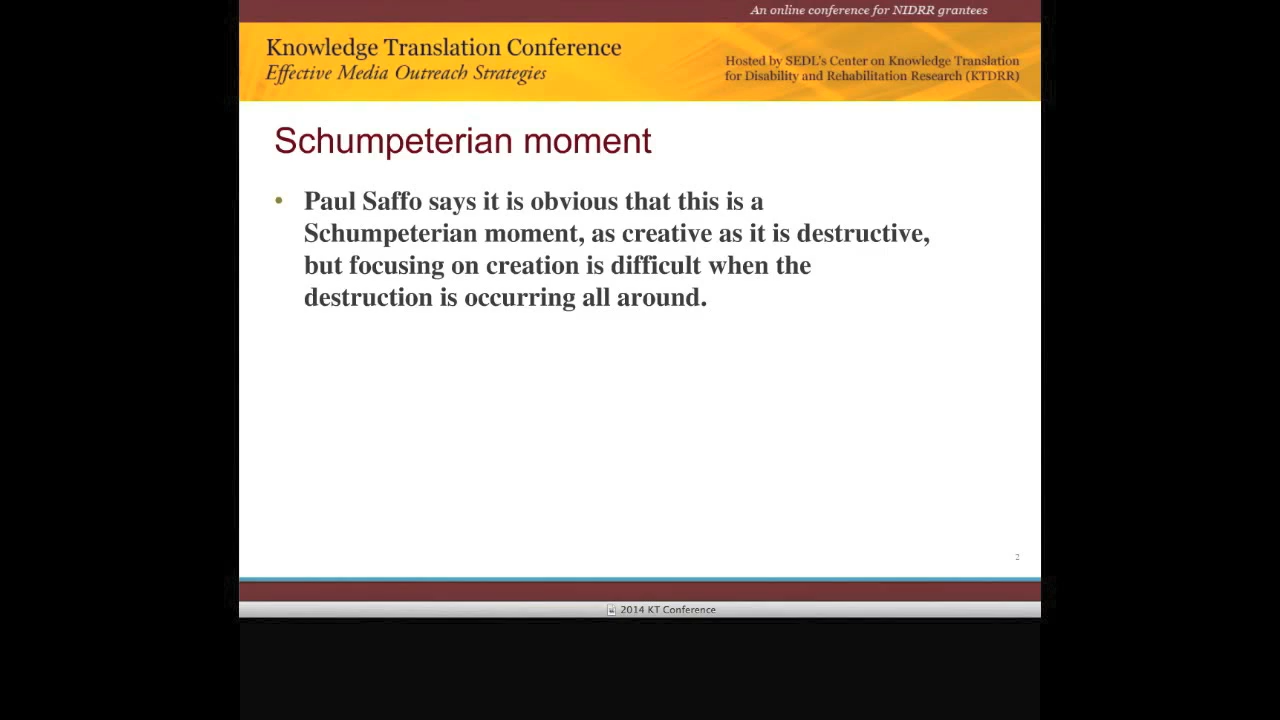 An online conference for NIDRR grantees
Knowledge Translation Conference
Effective Media Outreach Strategies
Hosted by SEDL's Center on Knowledge Translation
for Disability and Rehabilitation Research (KTDRR)
Schumpeterian moment
• Paul Saffo says it is obvious that this is a
Schumpeterian moment, as creative as it is destructive,
but focusing on creation is difficult when the
destruction is occurring all around.
2
2014 KT Conference